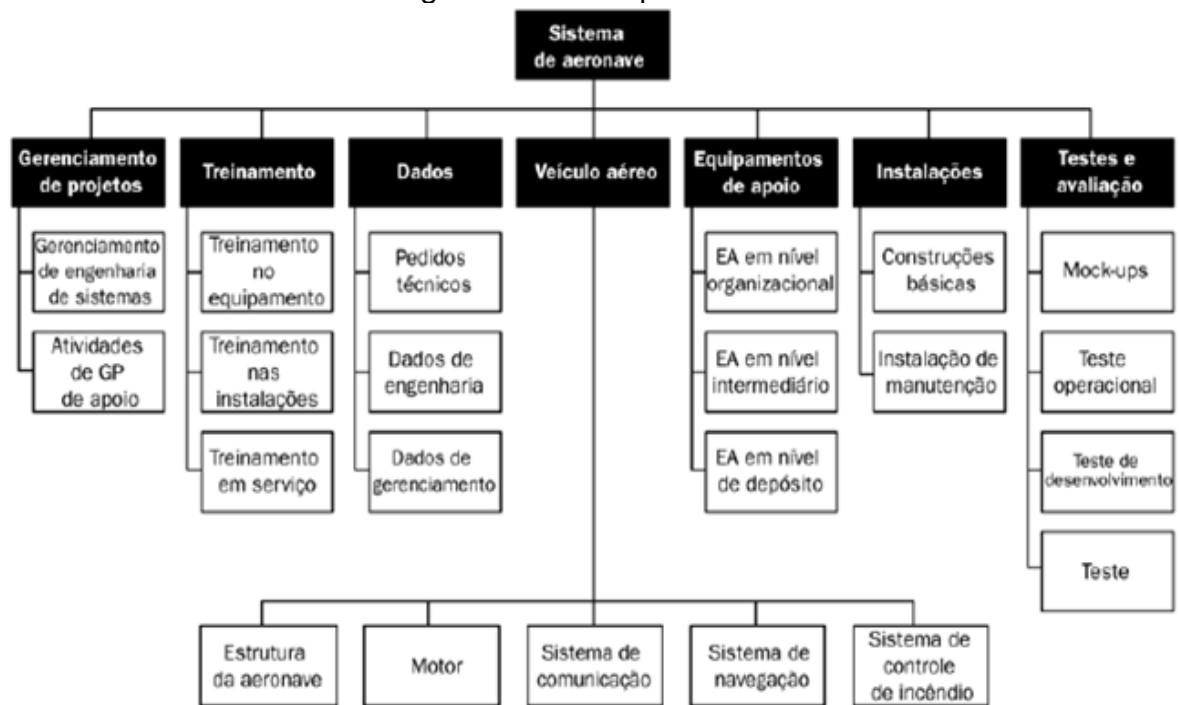 Sistema
de aeronave
Gerenciamento
de projetos
Treinamento
Dados
Veículo aéreo
Equipamentos
de apoio
Instalações
Testes e
avaliação
Gerenciamento
de engenharia
de sistemas
Atividades
de GP
de apoio
Treinamento
no
equipamento
Treinamento
nas
instalações
Treinamento
em serviço
Pedidos
técnicos
Dados de
engenharia
Dados de
gerenciamento
EA em nível
organizacional
EA em nível
intermediário
EA em nível
de depósito
Construções
básicas
Instalação de
manutenção
Mock-ups
Teste
operacional
Teste de
desenvolvimento
Teste
Estrutura
da aeronave
Motor
Sistema de
comunicação
Sistema de
navegação
Sistema de
controle
de incêndio